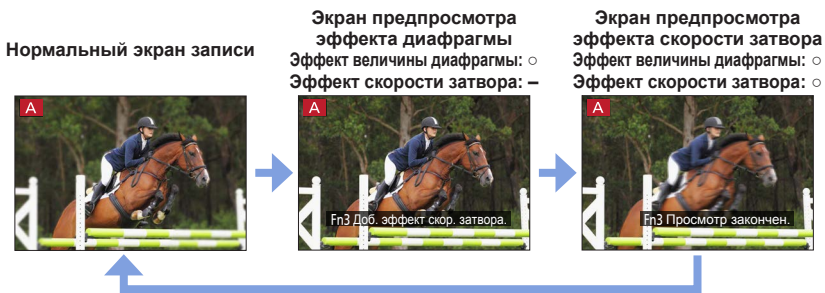 Нормальный экран записи
Экран предпросмотра
эффекта диафрагмы
Эффект величины диафрагмы: ○
Эффект скорости затвора: –
Экран предпросмотра
эффекта скорости затвора
Эффект величины диафрагмы: ○
Эффект скорости затвора: ○
A
A
Fn3 Доб. эффект скор. затвора.
A
Fn3 Просмотр закончен.